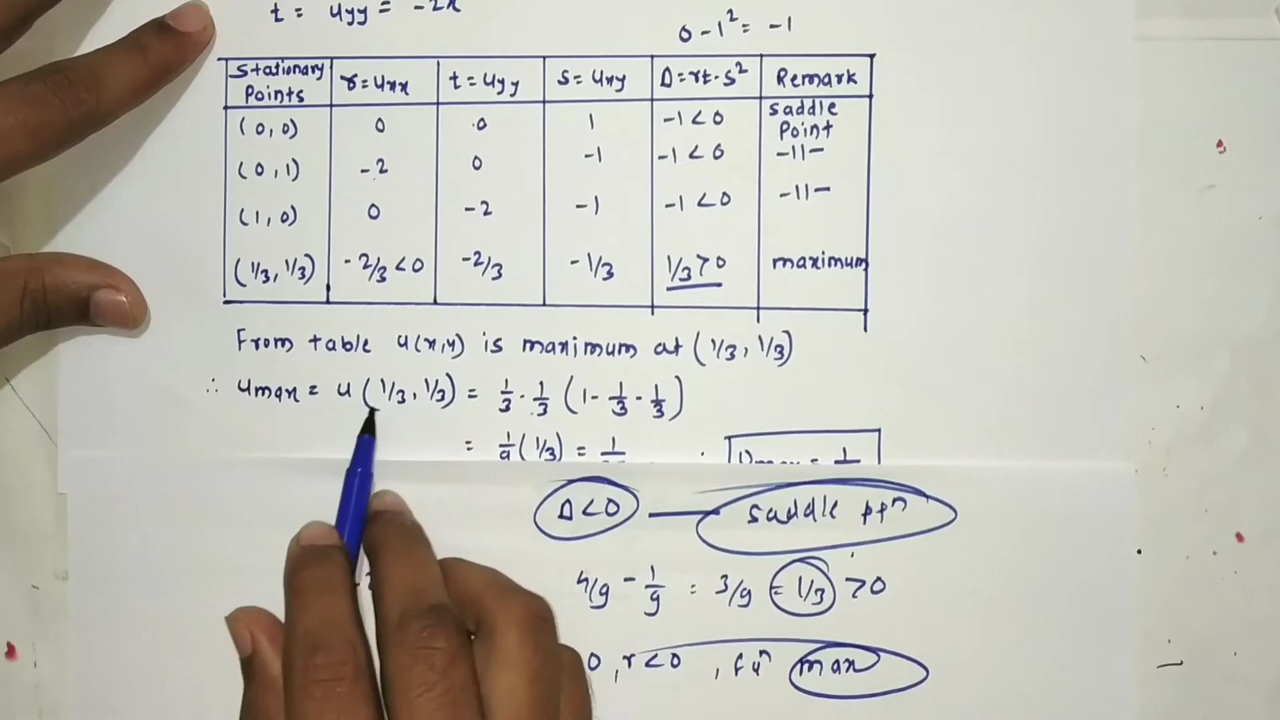 t = uyy = -2x
0-1² = -1
Stationary Points | r=uxx | t=uyy | s=uxy | Δ=rt-s² | Remark
(0,0) | 0 | 0 | 1 | -1<0 | saddle Point
(0,1) | -2 | 0 | -1 | -1<0 | -11-
(1,0) | 0 | -2 | -1 | -1<0 | -11-
(1/3, 1/3) | -2/3<0 | -2/3 | -1/3 | 1/3>0 | maximum
From table u(x,y) is maximum at (1/3, 1/3)
∴ umax = u(1/3, 1/3) = 1/3 · 1/3 (1 - 1/3 - 1/3)
= 1/9 (1/3) = 1/
Umax = 1/
Δ<0 — saddle ppn
4/9 - 1/9 = 3/9 = 1/3 >0
0, r<0, fun max